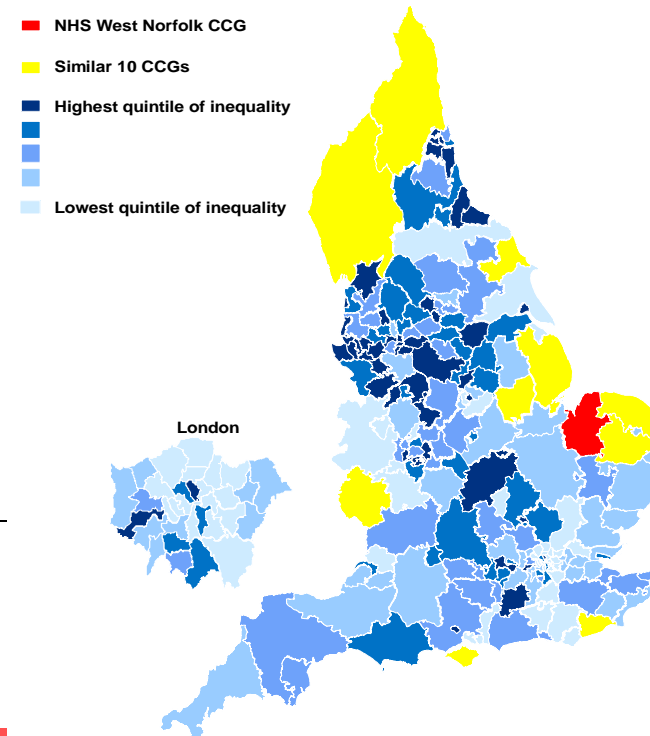 NHS West Norfolk CCG
Similar 10 CCGs
Highest quintile of inequality
Lowest quintile of inequality
London